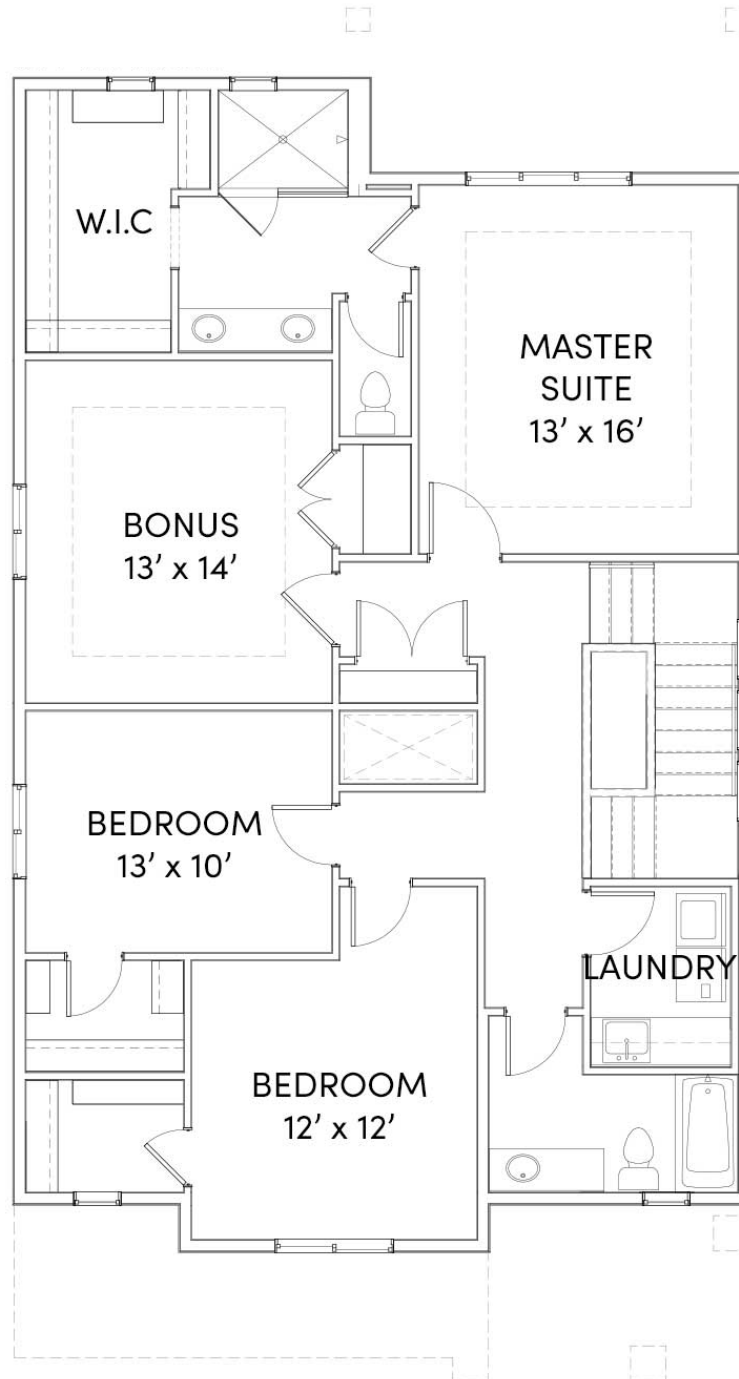 W.I.C
MASTER
SUITE
13’ x 16’
BONUS
13’ x 14’
BEDROOM
13’ x 10’
LAUNDRY
BEDROOM
12’ x 12’